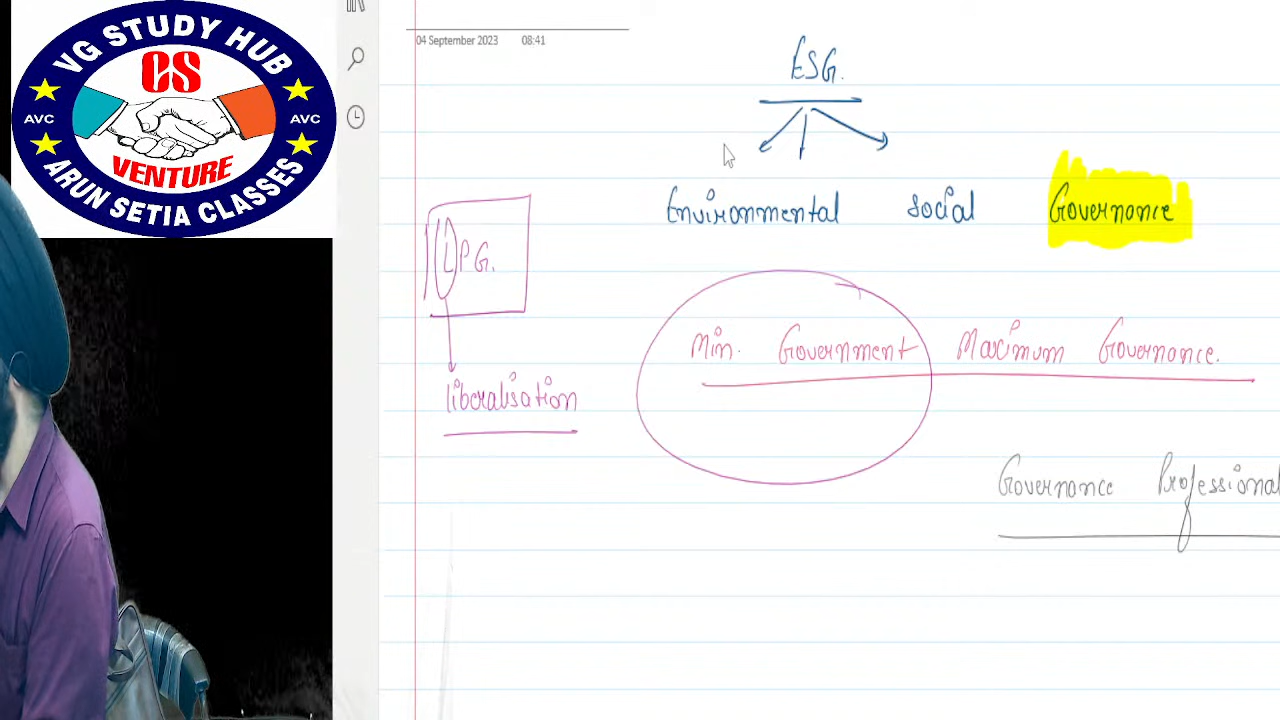 VG STUDY HUB
CS
AVC
AVC
VENTURE
ARUN SETIA CLASSES
04 September 2023 08:41
ESG.
Environmental Social Governance
LPG.
Min. Government Maximum Governance.
liberalisation
Governance Professional